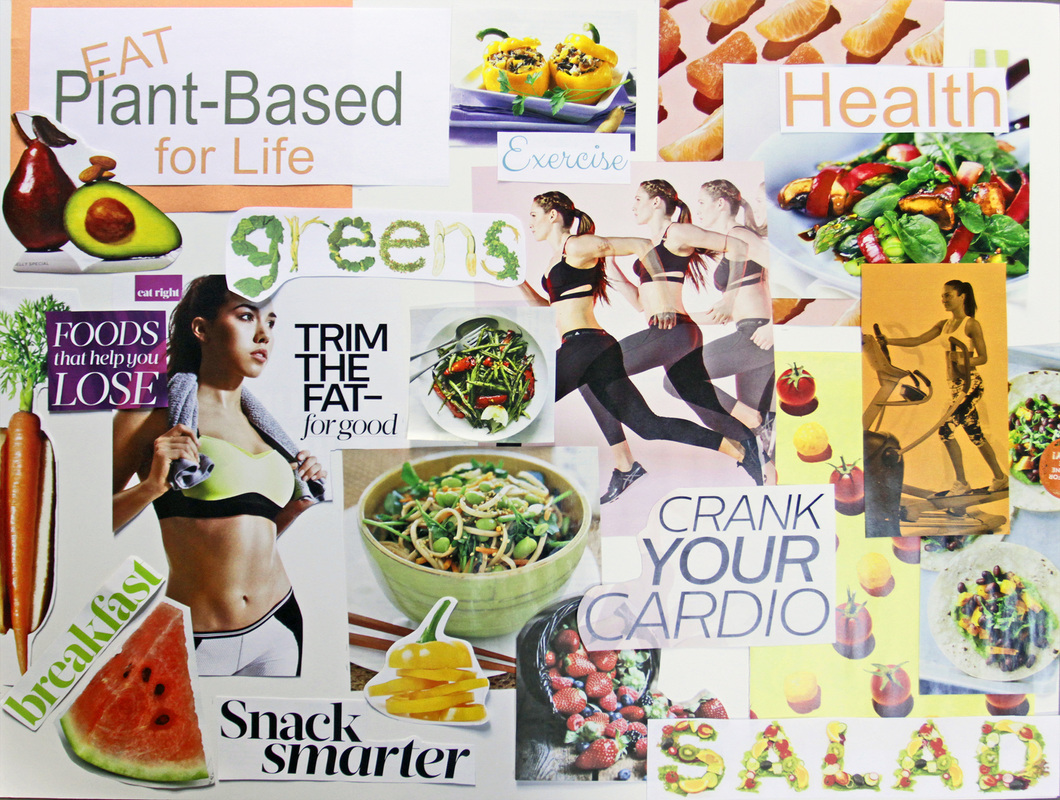 EAT
Plant-Based
for Life
Exercise
Health
greens
eat right
FOODS
that help you
LOSE
TRIM
THE
FAT–
for good
CRANK
YOUR
CARDIO
breakfast
Snack
smarter
SALAD